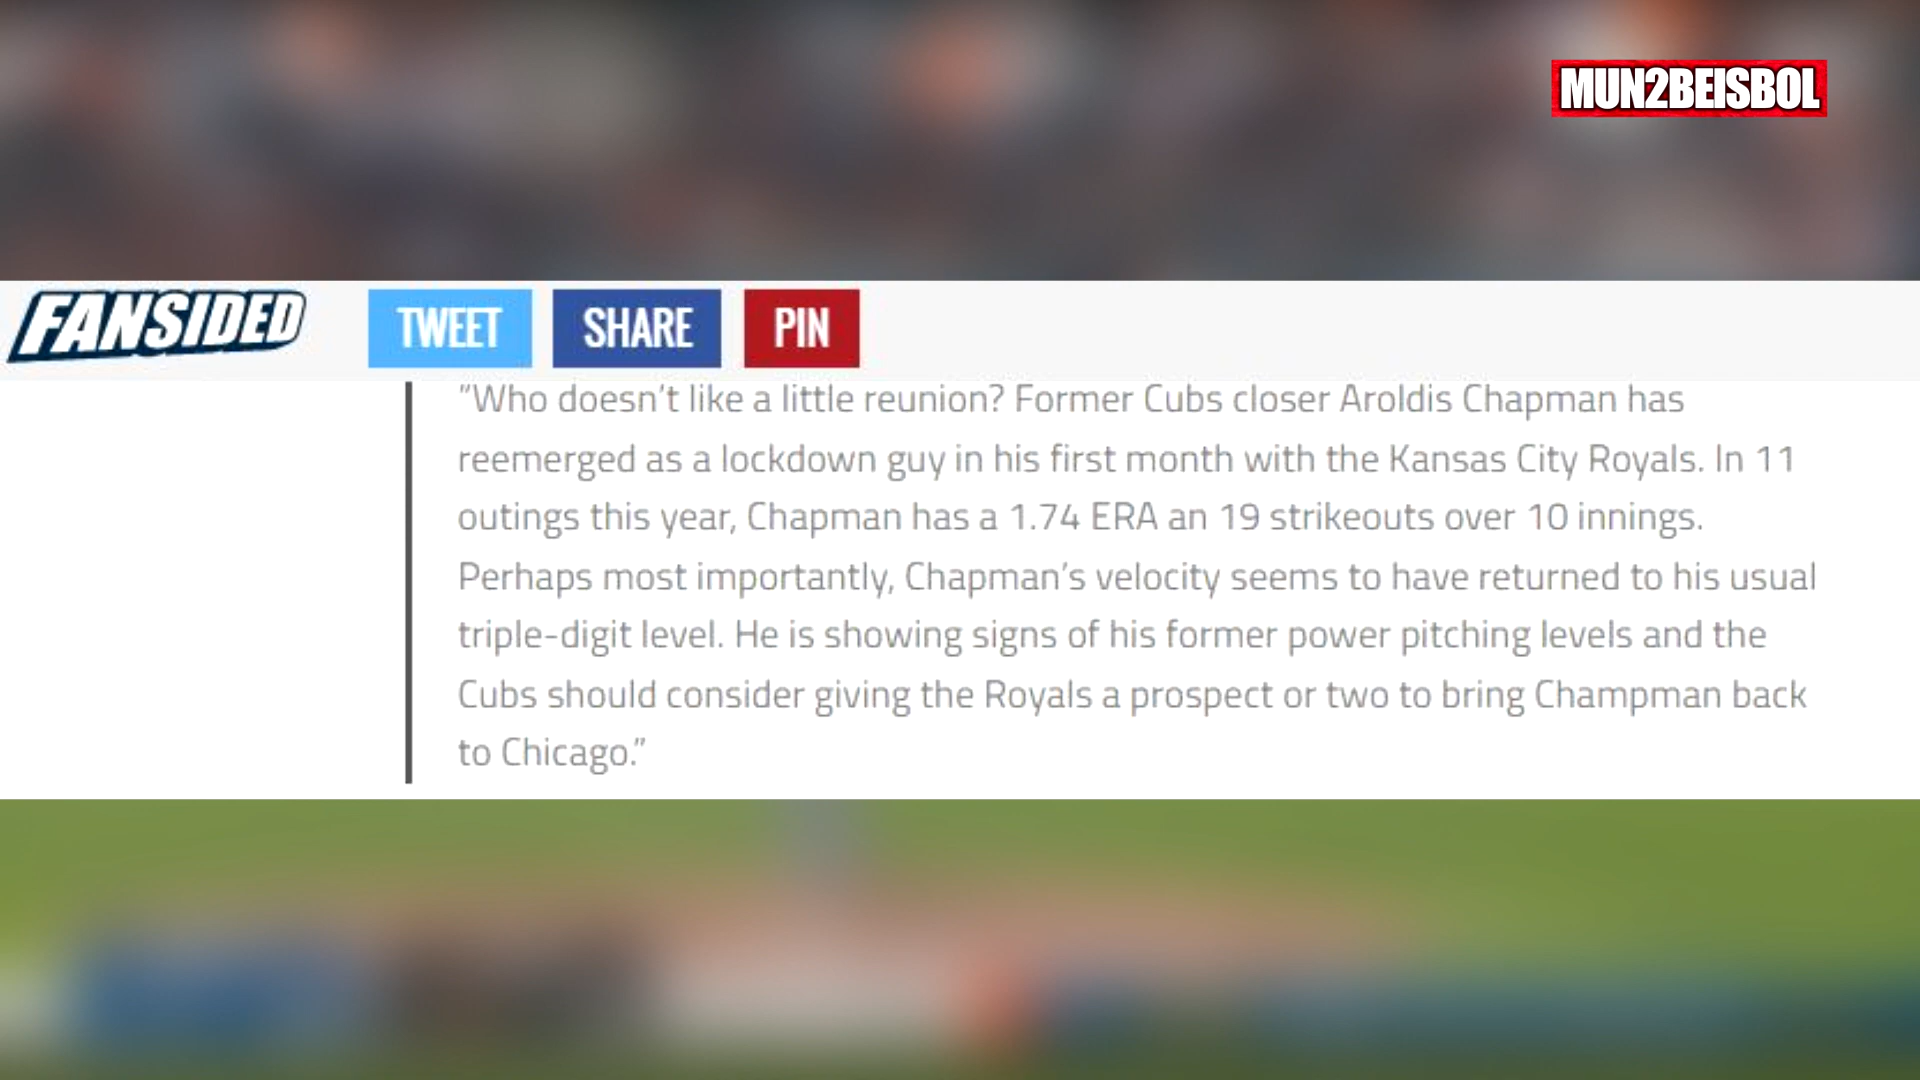 MUN2BEISBOL
FANSIDED
TWEET SHARE PIN
”Who doesn’t like a little reunion? Former Cubs closer Aroldis Chapman has
reemerged as a lockdown guy in his first month with the Kansas City Royals. In 11
outings this year, Chapman has a 1.74 ERA an 19 strikeouts over 10 innings.
Perhaps most importantly, Chapman’s velocity seems to have returned to his usual
triple-digit level. He is showing signs of his former power pitching levels and the
Cubs should consider giving the Royals a prospect or two to bring Champman back
to Chicago.”